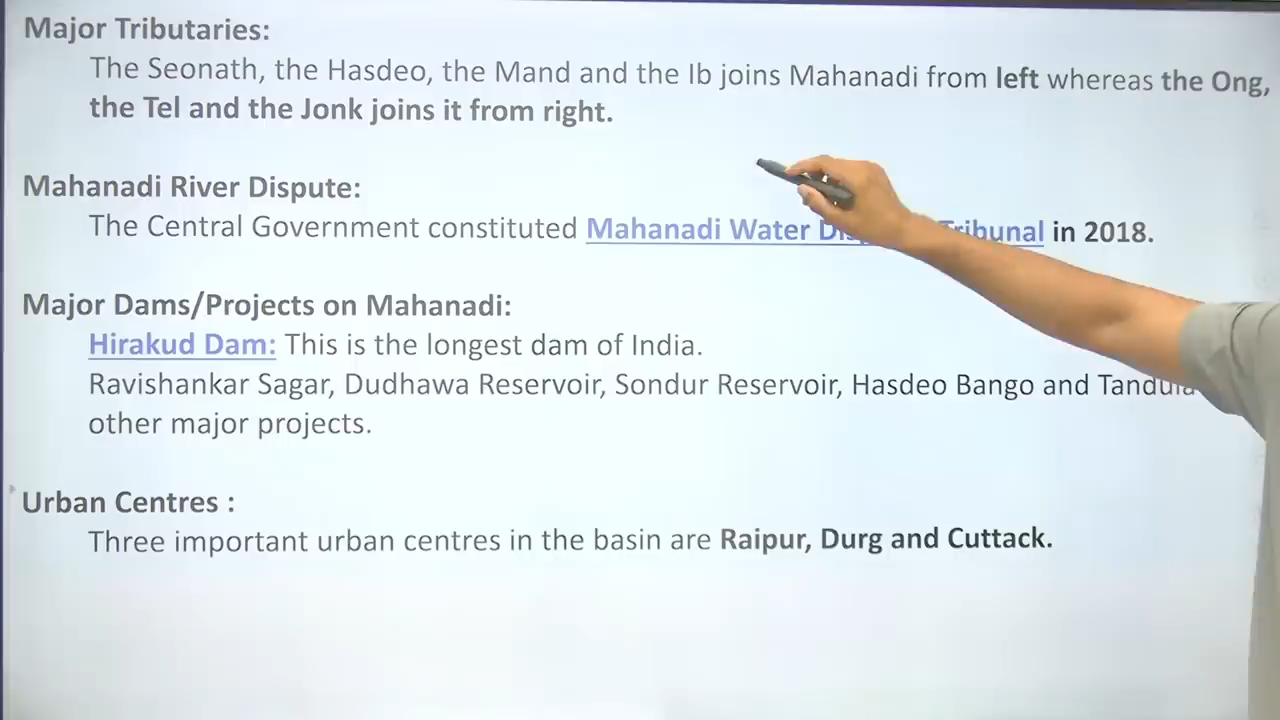 Major Tributaries:
The Seonath, the Hasdeo, the Mand and the Ib joins Mahanadi from left whereas the Ong,
the Tel and the Jonk joins it from right.
Mahanadi River Dispute:
The Central Government constituted Mahanadi Water Tribunal in 2018.
Major Dams/Projects on Mahanadi:
Hirakud Dam: This is the longest dam of India.
Ravishankar Sagar, Dudhawa Reservoir, Sondur Reservoir, Hasdeo Bango and Tandula
other major projects.
Urban Centres :
Three important urban centres in the basin are Raipur, Durg and Cuttack.